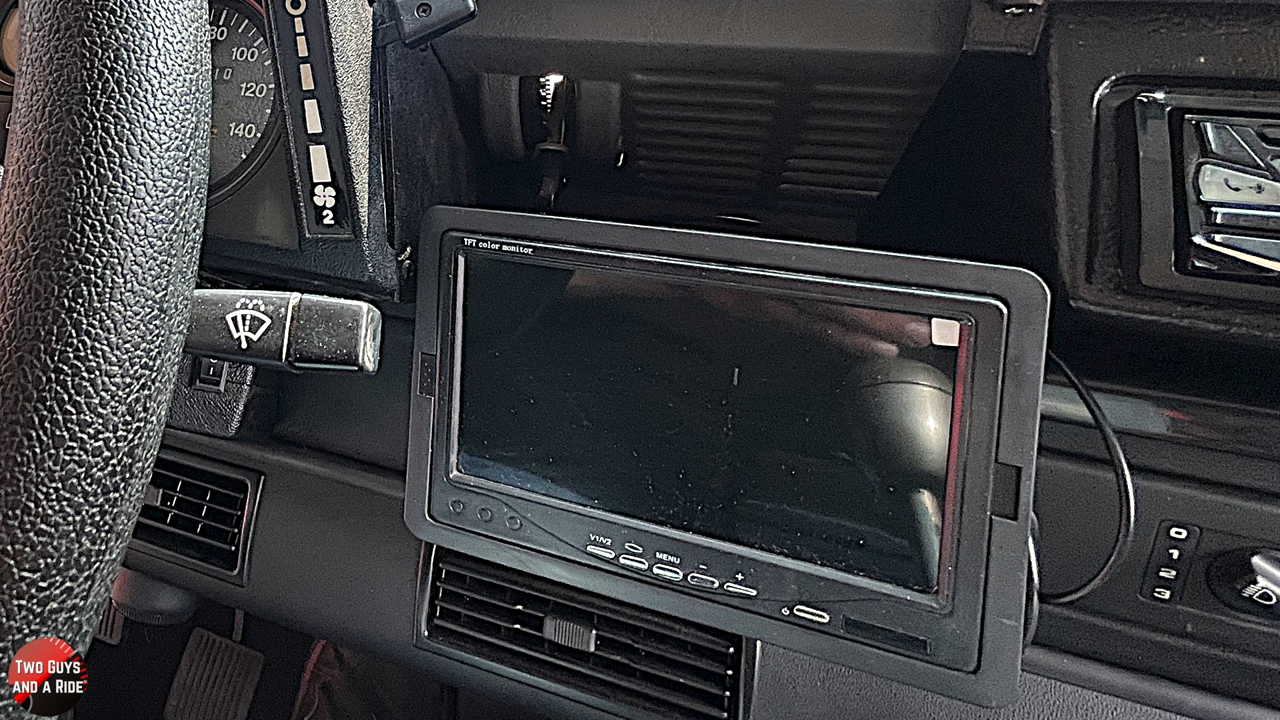 80
100
120
140
2
TFT color monitor
V1/V2
MENU
-
+
0
1
2
3
TWO GUYS
AND A RIDE